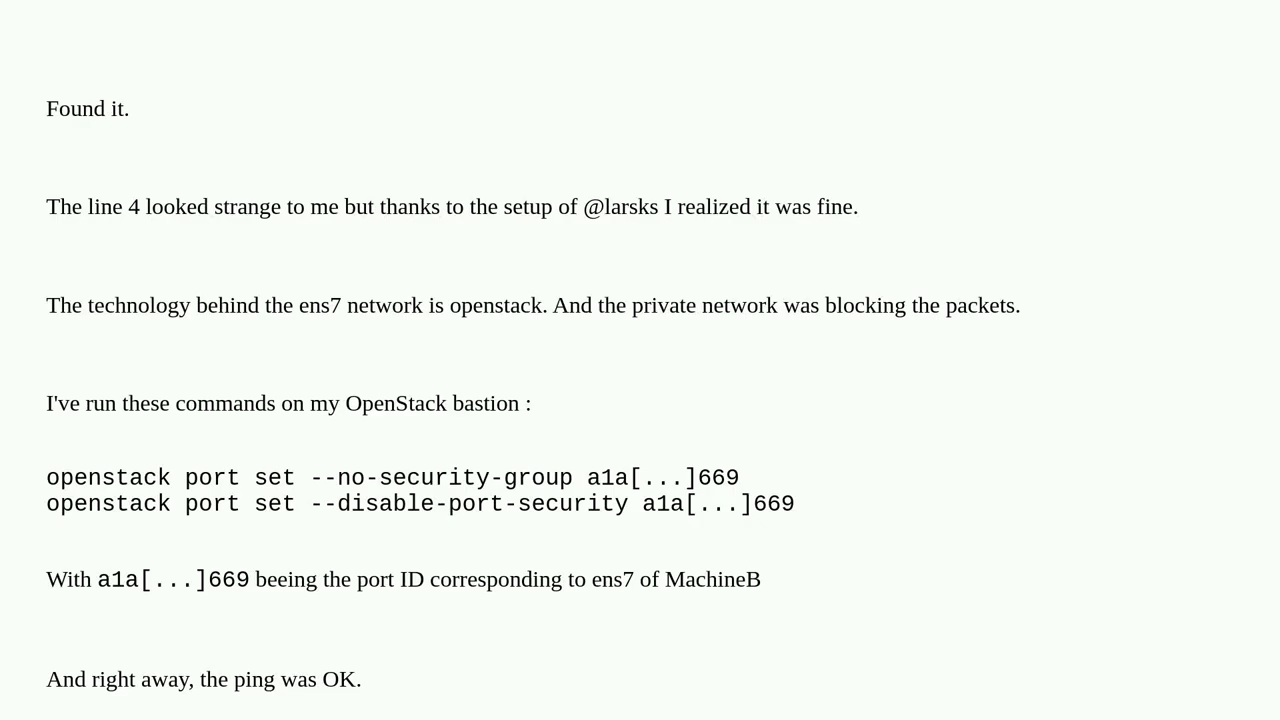 Found it.
The line 4 looked strange to me but thanks to the setup of @larsks I realized it was fine.
The technology behind the ens7 network is openstack. And the private network was blocking the packets.
I've run these commands on my OpenStack bastion :
openstack port set --no-security-group a1a[...]669
openstack port set --disable-port-security a1a[...]669
With a1a[...]669 beeing the port ID corresponding to ens7 of MachineB
And right away, the ping was OK.